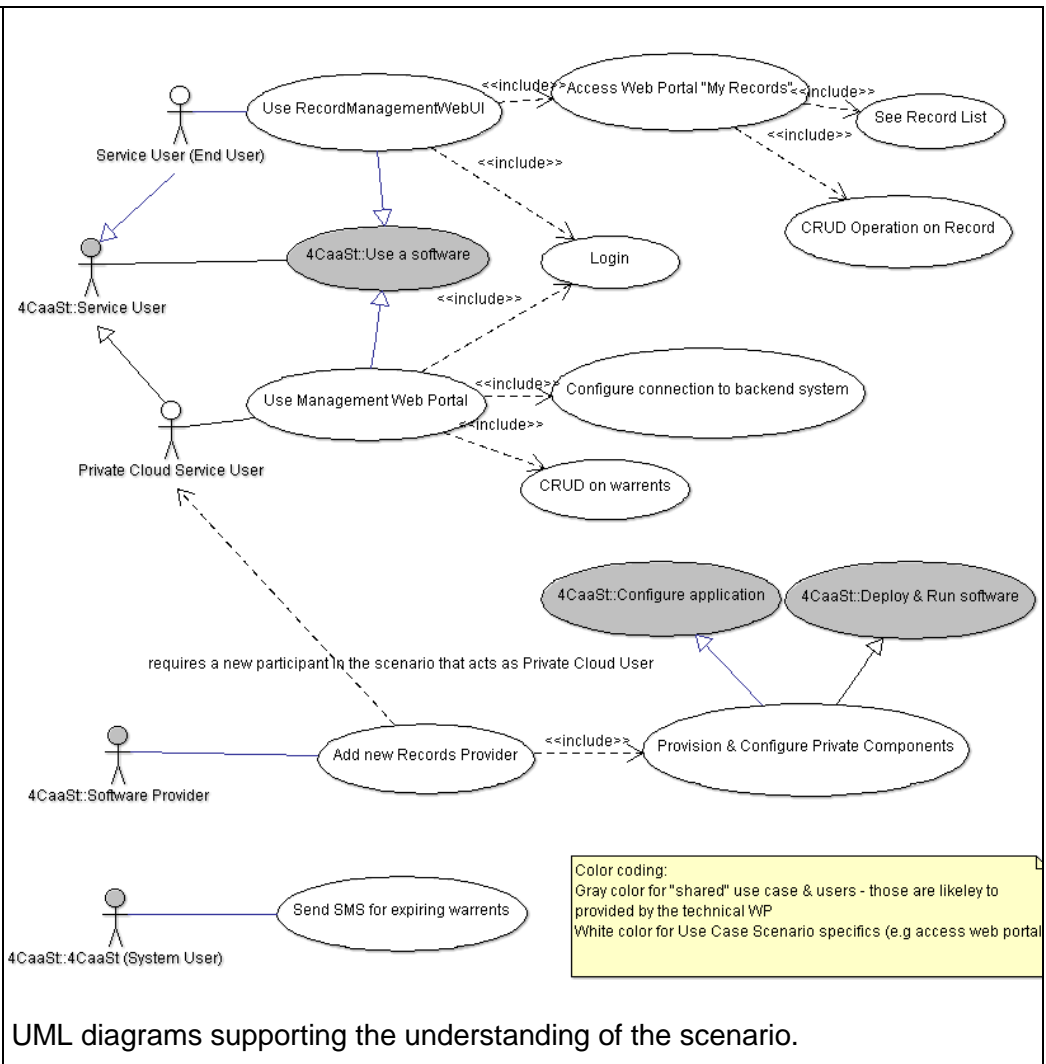 <<include>>
Access Web Portal "My Records"
<<include>>
Use RecordManagementWebUI
See Record List
<<include>>
Service User (End User)
<<include>>
CRUD Operation on Record
4CaaSt::Use a software
Login
<<include>>
4CaaSt::Service User
Use Management Web Portal
<<include>>
Configure connection to backend system
<<include>>
Private Cloud Service User
CRUD on warrents
4CaaSt::Configure application
4CaaSt::Deploy & Run software
requires a new participant in the scenario that acts as Private Cloud User
<<include>>
Add new Records Provider
Provision & Configure Private Components
4CaaSt::Software Provider
Color coding:
Gray color for "shared" use case & users - those are likeley to
provided by the technical WP
White color for Use Case Scenario specifics (e.g access web portal
Send SMS for expiring warrents
4CaaSt::4CaaSt (System User)
UML diagrams supporting the understanding of the scenario.